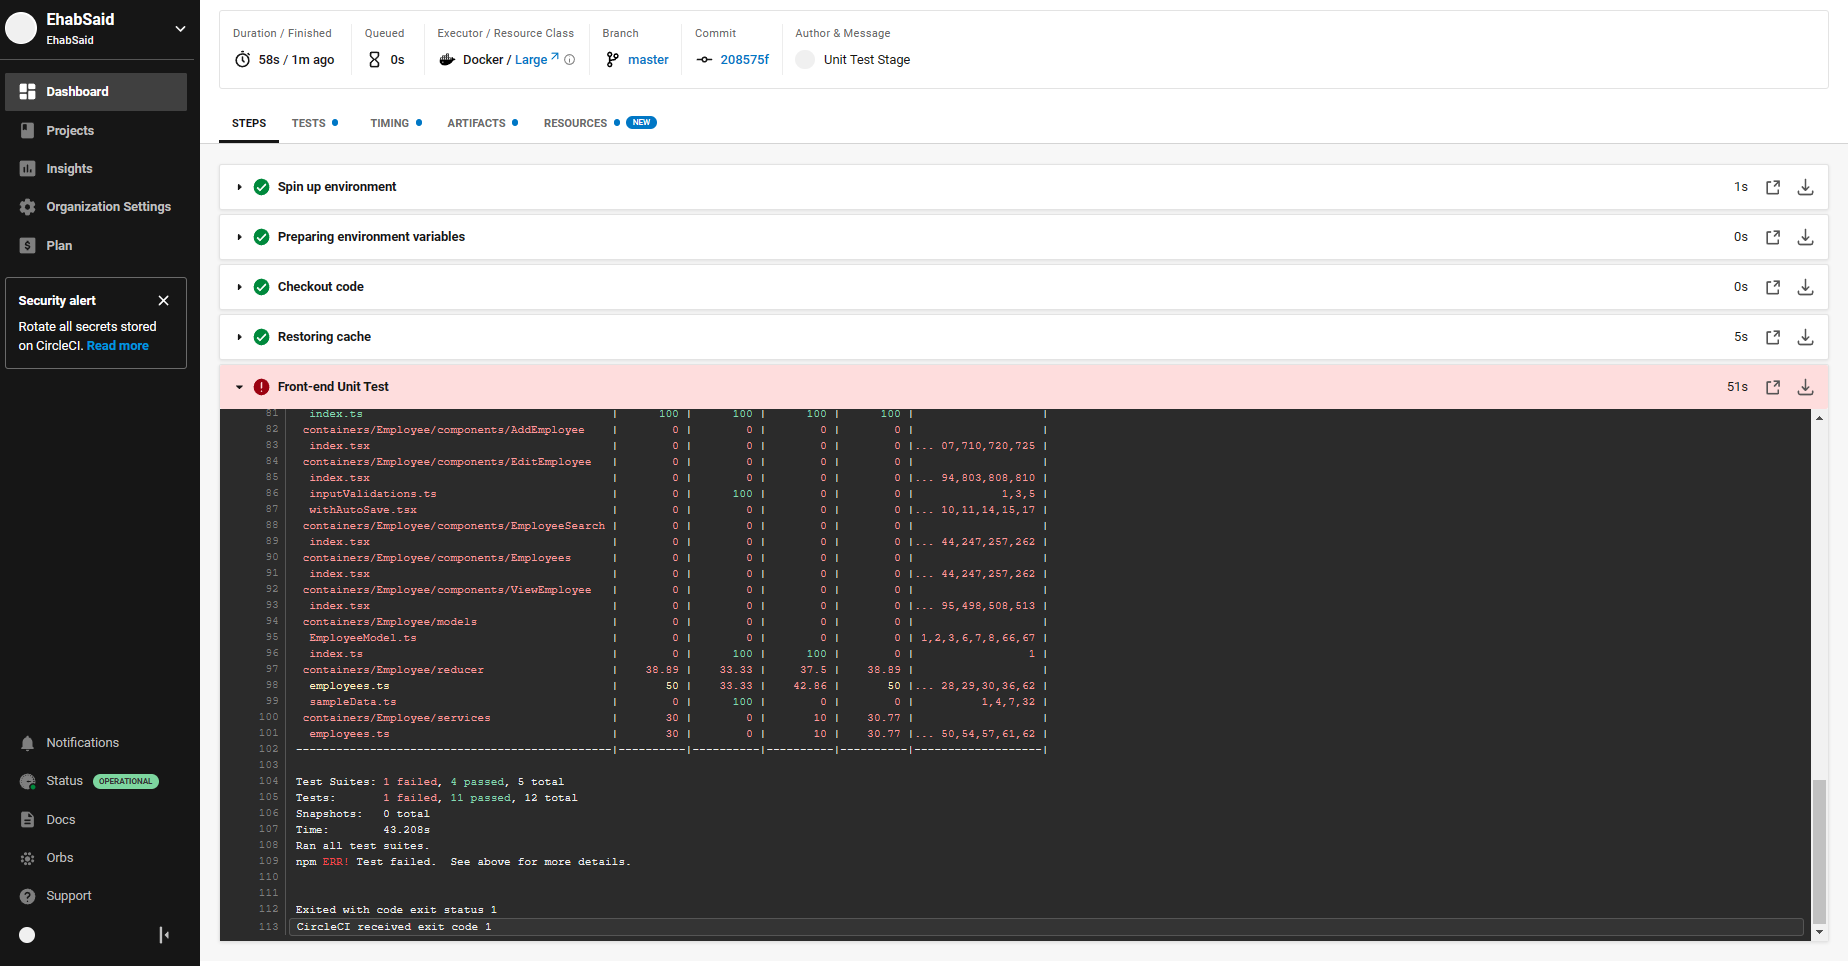 EhabSaid
EhabSaid
Dashboard
Projects
Insights
Organization Settings
Plan
Security alert
Rotate all secrets stored
on CircleCI. Read more
Notifications
Status OPERATIONAL
Docs
Orbs
Support
Duration / Finished
58s / 1m ago
Queued
0s
Executor / Resource Class
Docker / Large
Branch
master
Commit
208575f
Author & Message
Unit Test Stage
STEPS TESTS TIMING ARTIFACTS RESOURCES NEW
Spin up environment 1s
Preparing environment variables 0s
Checkout code 0s
Restoring cache 5s
Front-end Unit Test 51s
81 index.ts | 100 | 100 | 100 | 100 | |
82 containers/Employee/components/AddEmployee | 0 | 0 | 0 | 0 | |
83 index.tsx | 0 | 0 | 0 | 0 |... 07,710,720,725 |
84 containers/Employee/components/EditEmployee | 0 | 0 | 0 | 0 | |
85 index.tsx | 0 | 0 | 0 | 0 |... 94,803,808,810 |
86 inputValidations.ts | 0 | 100 | 0 | 0 | 1,3,5 |
87 withAutoSave.tsx | 0 | 0 | 0 | 0 |... 10,11,14,15,17 |
88 containers/Employee/components/EmployeeSearch | 0 | 0 | 0 | 0 | |
89 index.tsx | 0 | 0 | 0 | 0 |... 44,247,257,262 |
90 containers/Employee/components/Employees | 0 | 0 | 0 | 0 | |
91 index.tsx | 0 | 0 | 0 | 0 |... 44,247,257,262 |
92 containers/Employee/components/ViewEmployee | 0 | 0 | 0 | 0 | |
93 index.tsx | 0 | 0 | 0 | 0 |... 95,498,508,513 |
94 containers/Employee/models | 0 | 0 | 0 | 0 | |
95 EmployeeModel.ts | 0 | 0 | 0 | 0 | 1,2,3,6,7,8,66,67 |
96 index.ts | 0 | 100 | 100 | 0 | 1 |
97 containers/Employee/reducer | 38.89 | 33.33 | 37.5 | 38.89 | |
98 employees.ts | 50 | 33.33 | 42.86 | 50 |... 28,29,30,36,62 |
99 sampleData.ts | 0 | 100 | 0 | 0 | 1,4,7,32 |
100 containers/Employee/services | 30 | 0 | 10 | 30.77 | |
101 employees.ts | 30 | 0 | 10 | 30.77 |... 50,54,57,61,62 |
102 -----------------------------------------------|----------|----------|----------|----------|-------------------|
103
104 Test Suites: 1 failed, 4 passed, 5 total
105 Tests: 1 failed, 11 passed, 12 total
106 Snapshots: 0 total
107 Time: 43.208s
108 Ran all test suites.
109 npm ERR! Test failed. See above for more details.
110
111
112 Exited with code exit status 1
113 CircleCI received exit code 1